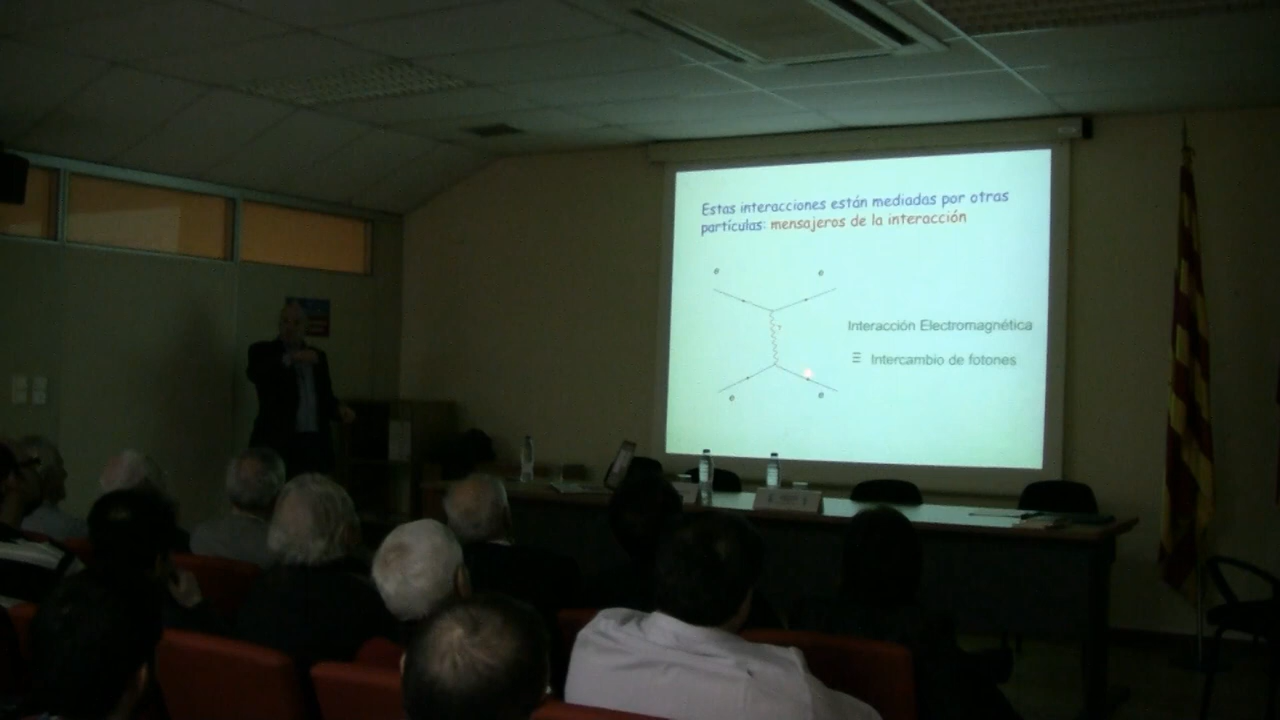 Estas interacciones están mediadas por otras
partículas: mensajeros de la interacción
e e
Interacción Electromagnética
≡ Intercambio de fotones
e e